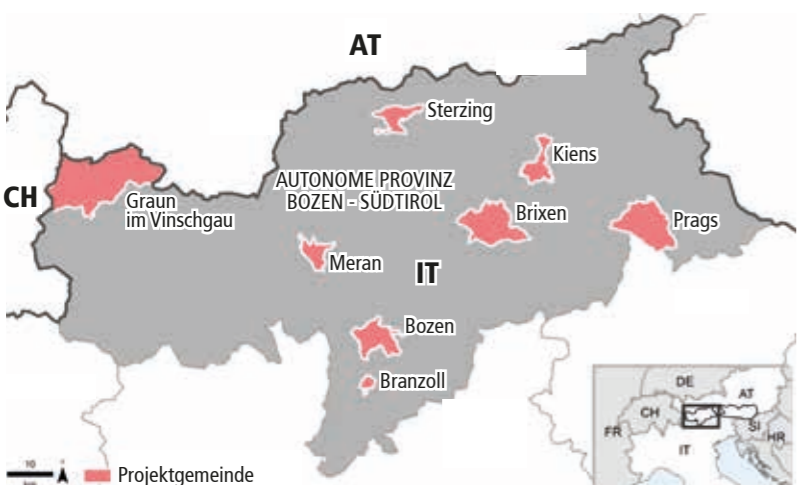 AT
Sterzing
Kiens
CH
AUTONOME PROVINZ
BOZEN - SÜDTIROL
Graun
im Vinschgau
Brixen
Prags
Meran
IT
Bozen
Branzoll
DE
AT
CH
FR
SI
HR
IT
10
Projektgemeinde